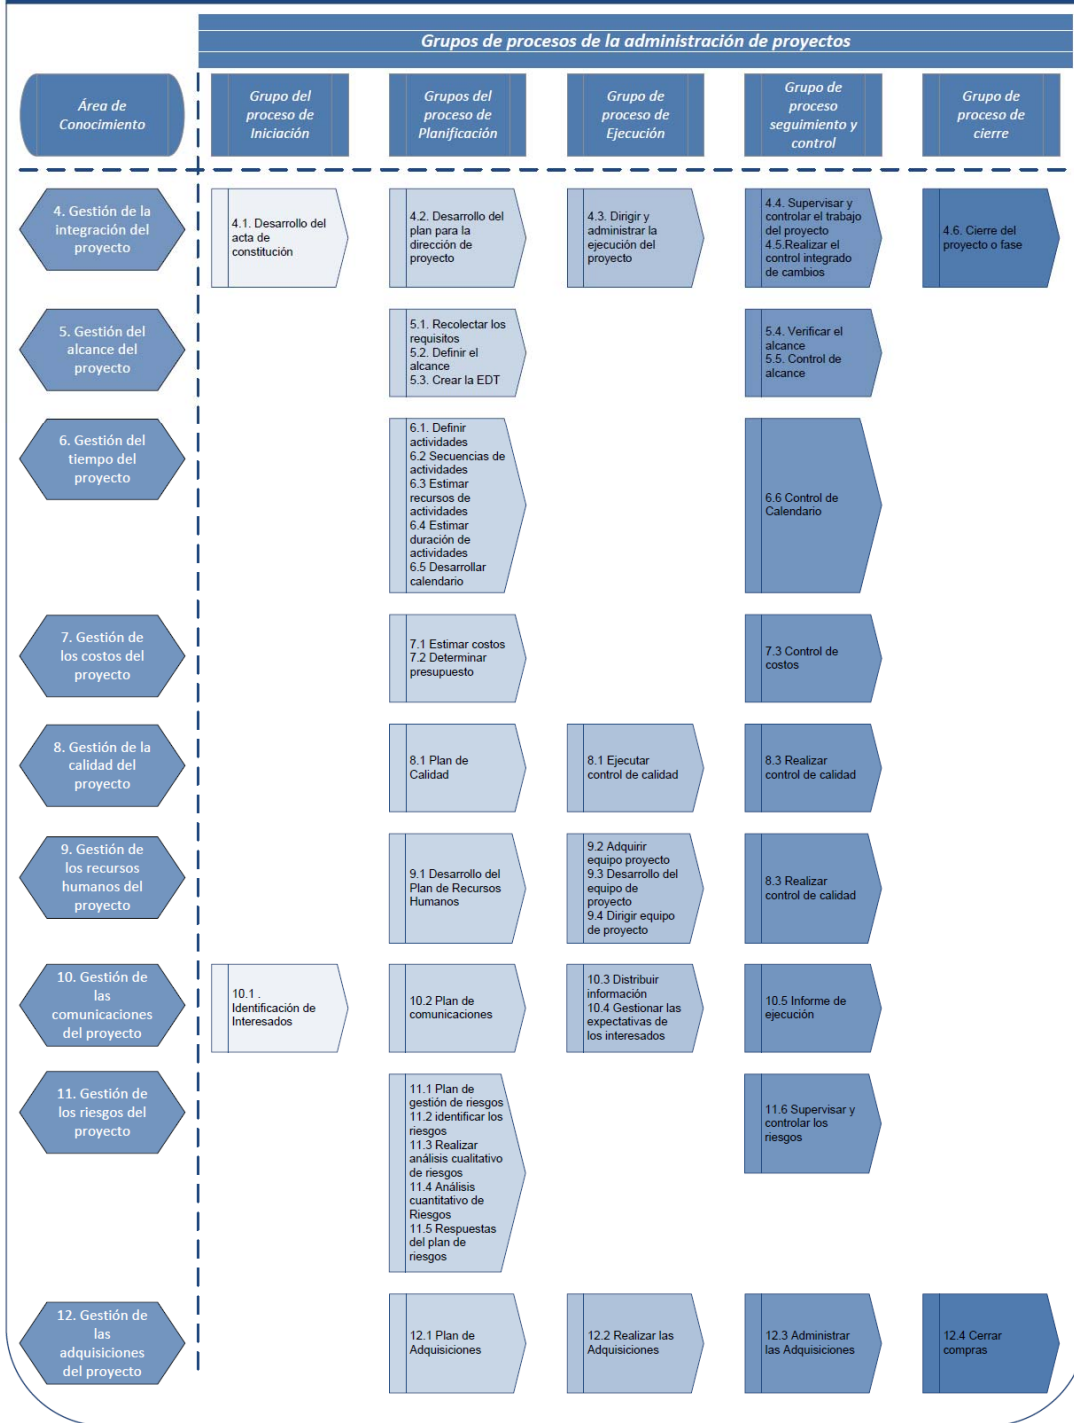 Grupos de procesos de la administración de proyectos
Área de
Conocimiento
Grupo del
proceso de
Iniciación
Grupos del
proceso de
Planificación
Grupo de
proceso de
Ejecución
Grupo de
proceso
seguimiento y
control
Grupo de
proceso de
cierre
4. Gestión de la
integración del
proyecto
4.1. Desarrollo del
acta de
constitución
4.2. Desarrollo del
plan para la
dirección de
proyecto
4.3. Dirigir y
administrar la
ejecución del
proyecto
4.4. Supervisar y
controlar el trabajo
del proyecto
4.5.Realizar el
control integrado
de cambios
4.6. Cierre del
proyecto o fase
5. Gestión del
alcance del
proyecto
5.1. Recolectar los
requisitos
5.2. Definir el
alcance
5.3. Crear la EDT
5.4. Verificar el
alcance
5.5. Control de
alcance
6. Gestión del
tiempo del
proyecto
6.1. Definir
actividades
6.2 Secuencias de
actividades
6.3 Estimar
recursos de
actividades
6.4 Estimar
duración de
actividades
6.5 Desarrollar
calendario
6.6 Control de
Calendario
7. Gestión de
los costos del
proyecto
7.1 Estimar costos
7.2 Determinar
presupuesto
7.3 Control de
costos
8. Gestión de la
calidad del
proyecto
8.1 Plan de
Calidad
8.1 Ejecutar
control de calidad
8.3 Realizar
control de calidad
9. Gestión de
los recursos
humanos del
proyecto
9.1 Desarrollo del
Plan de Recursos
Humanos
9.2 Adquirir
equipo proyecto
9.3 Desarrollo del
equipo de
proyecto
9.4 Dirigir equipo
de proyecto
8.3 Realizar
control de calidad
10. Gestión de
las
comunicaciones
del proyecto
10.1 .
Identificación de
Interesados
10.2 Plan de
comunicaciones
10.3 Distribuir
información
10.4 Gestionar las
expectativas de
los interesados
10.5 Informe de
ejecución
11. Gestión de
los riesgos del
proyecto
11.1 Plan de
gestión de riesgos
11.2 identificar los
riesgos
11.3 Realizar
análisis cualitativo
de riesgos
11.4 Análisis
cuantitativo de
Riesgos
11.5 Respuestas
del plan de
riesgos
11.6 Supervisar y
controlar los
riesgos
12. Gestión de
las
adquisiciones
del proyecto
12.1 Plan de
Adquisiciones
12.2 Realizar las
Adquisiciones
12.3 Administrar
las Adquisiciones
12.4 Cerrar
compras